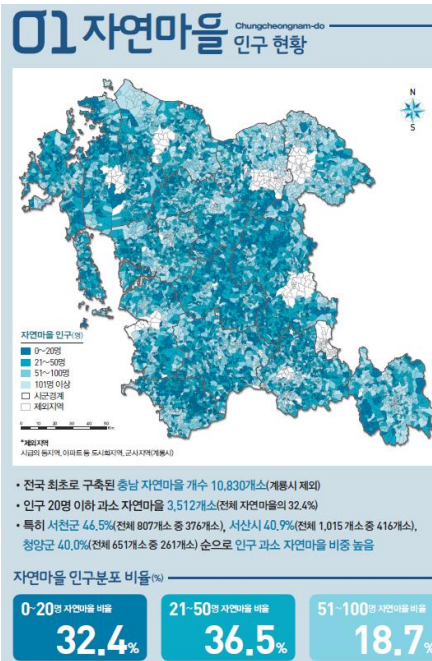 01 자연마을 Chungcheongnam-do
인구 현황
N
S
자연마을 인구(명)
0~20명
21~50명
51~100명
101명 이상
시군경계
제외지역
0 10 20 30 40 50 Km
*제외지역
시급의 동지역, 아파트 등 도시화지역, 군사지역(계룡시)
• 전국 최초로 구축된 충남 자연마을 개수 10,830개소(계룡시 제외)
• 인구 20명 이하 과소 자연마을 3,512개소(전체 자연마을의 32.4%)
• 특히 서천군 46.5%(전체 807개소 중 376개소), 서산시 40.9%(전체 1,015개소 중 416개소),
청양군 40.0%(전체 651개소 중 261개소) 순으로 인구 과소 자연마을 비중 높음
자연마을 인구분포 비율(%)
0~20명 자연마을 비율 21~50명 자연마을 비율 51~100명 자연마을 비율
32.4% 36.5% 18.7%